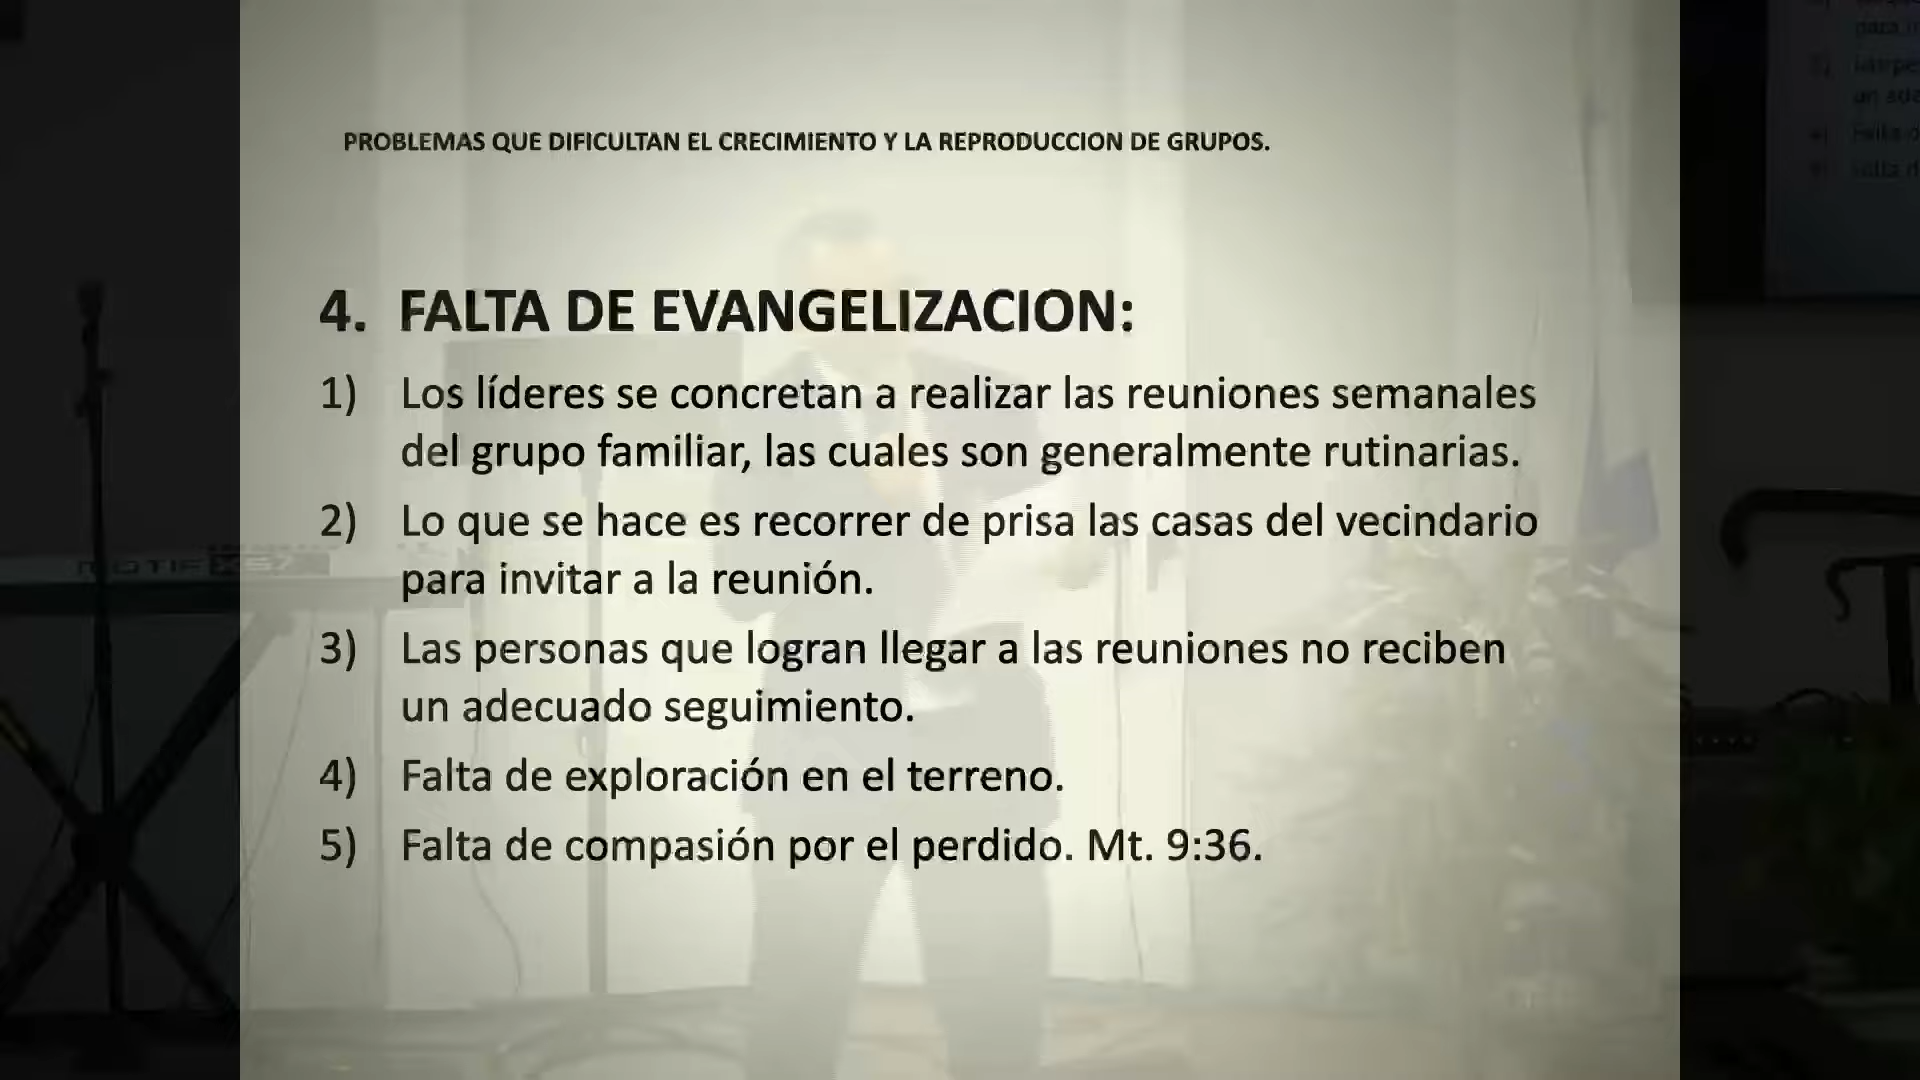 PROBLEMAS QUE DIFICULTAN EL CRECIMIENTO Y LA REPRODUCCION DE GRUPOS.
4. FALTA DE EVANGELIZACION:
1) Los líderes se concretan a realizar las reuniones semanales
del grupo familiar, las cuales son generalmente rutinarias.
2) Lo que se hace es recorrer de prisa las casas del vecindario
para invitar a la reunión.
3) Las personas que logran llegar a las reuniones no reciben
un adecuado seguimiento.
4) Falta de exploración en el terreno.
5) Falta de compasión por el perdido. Mt. 9:36.
MOTIF XS7